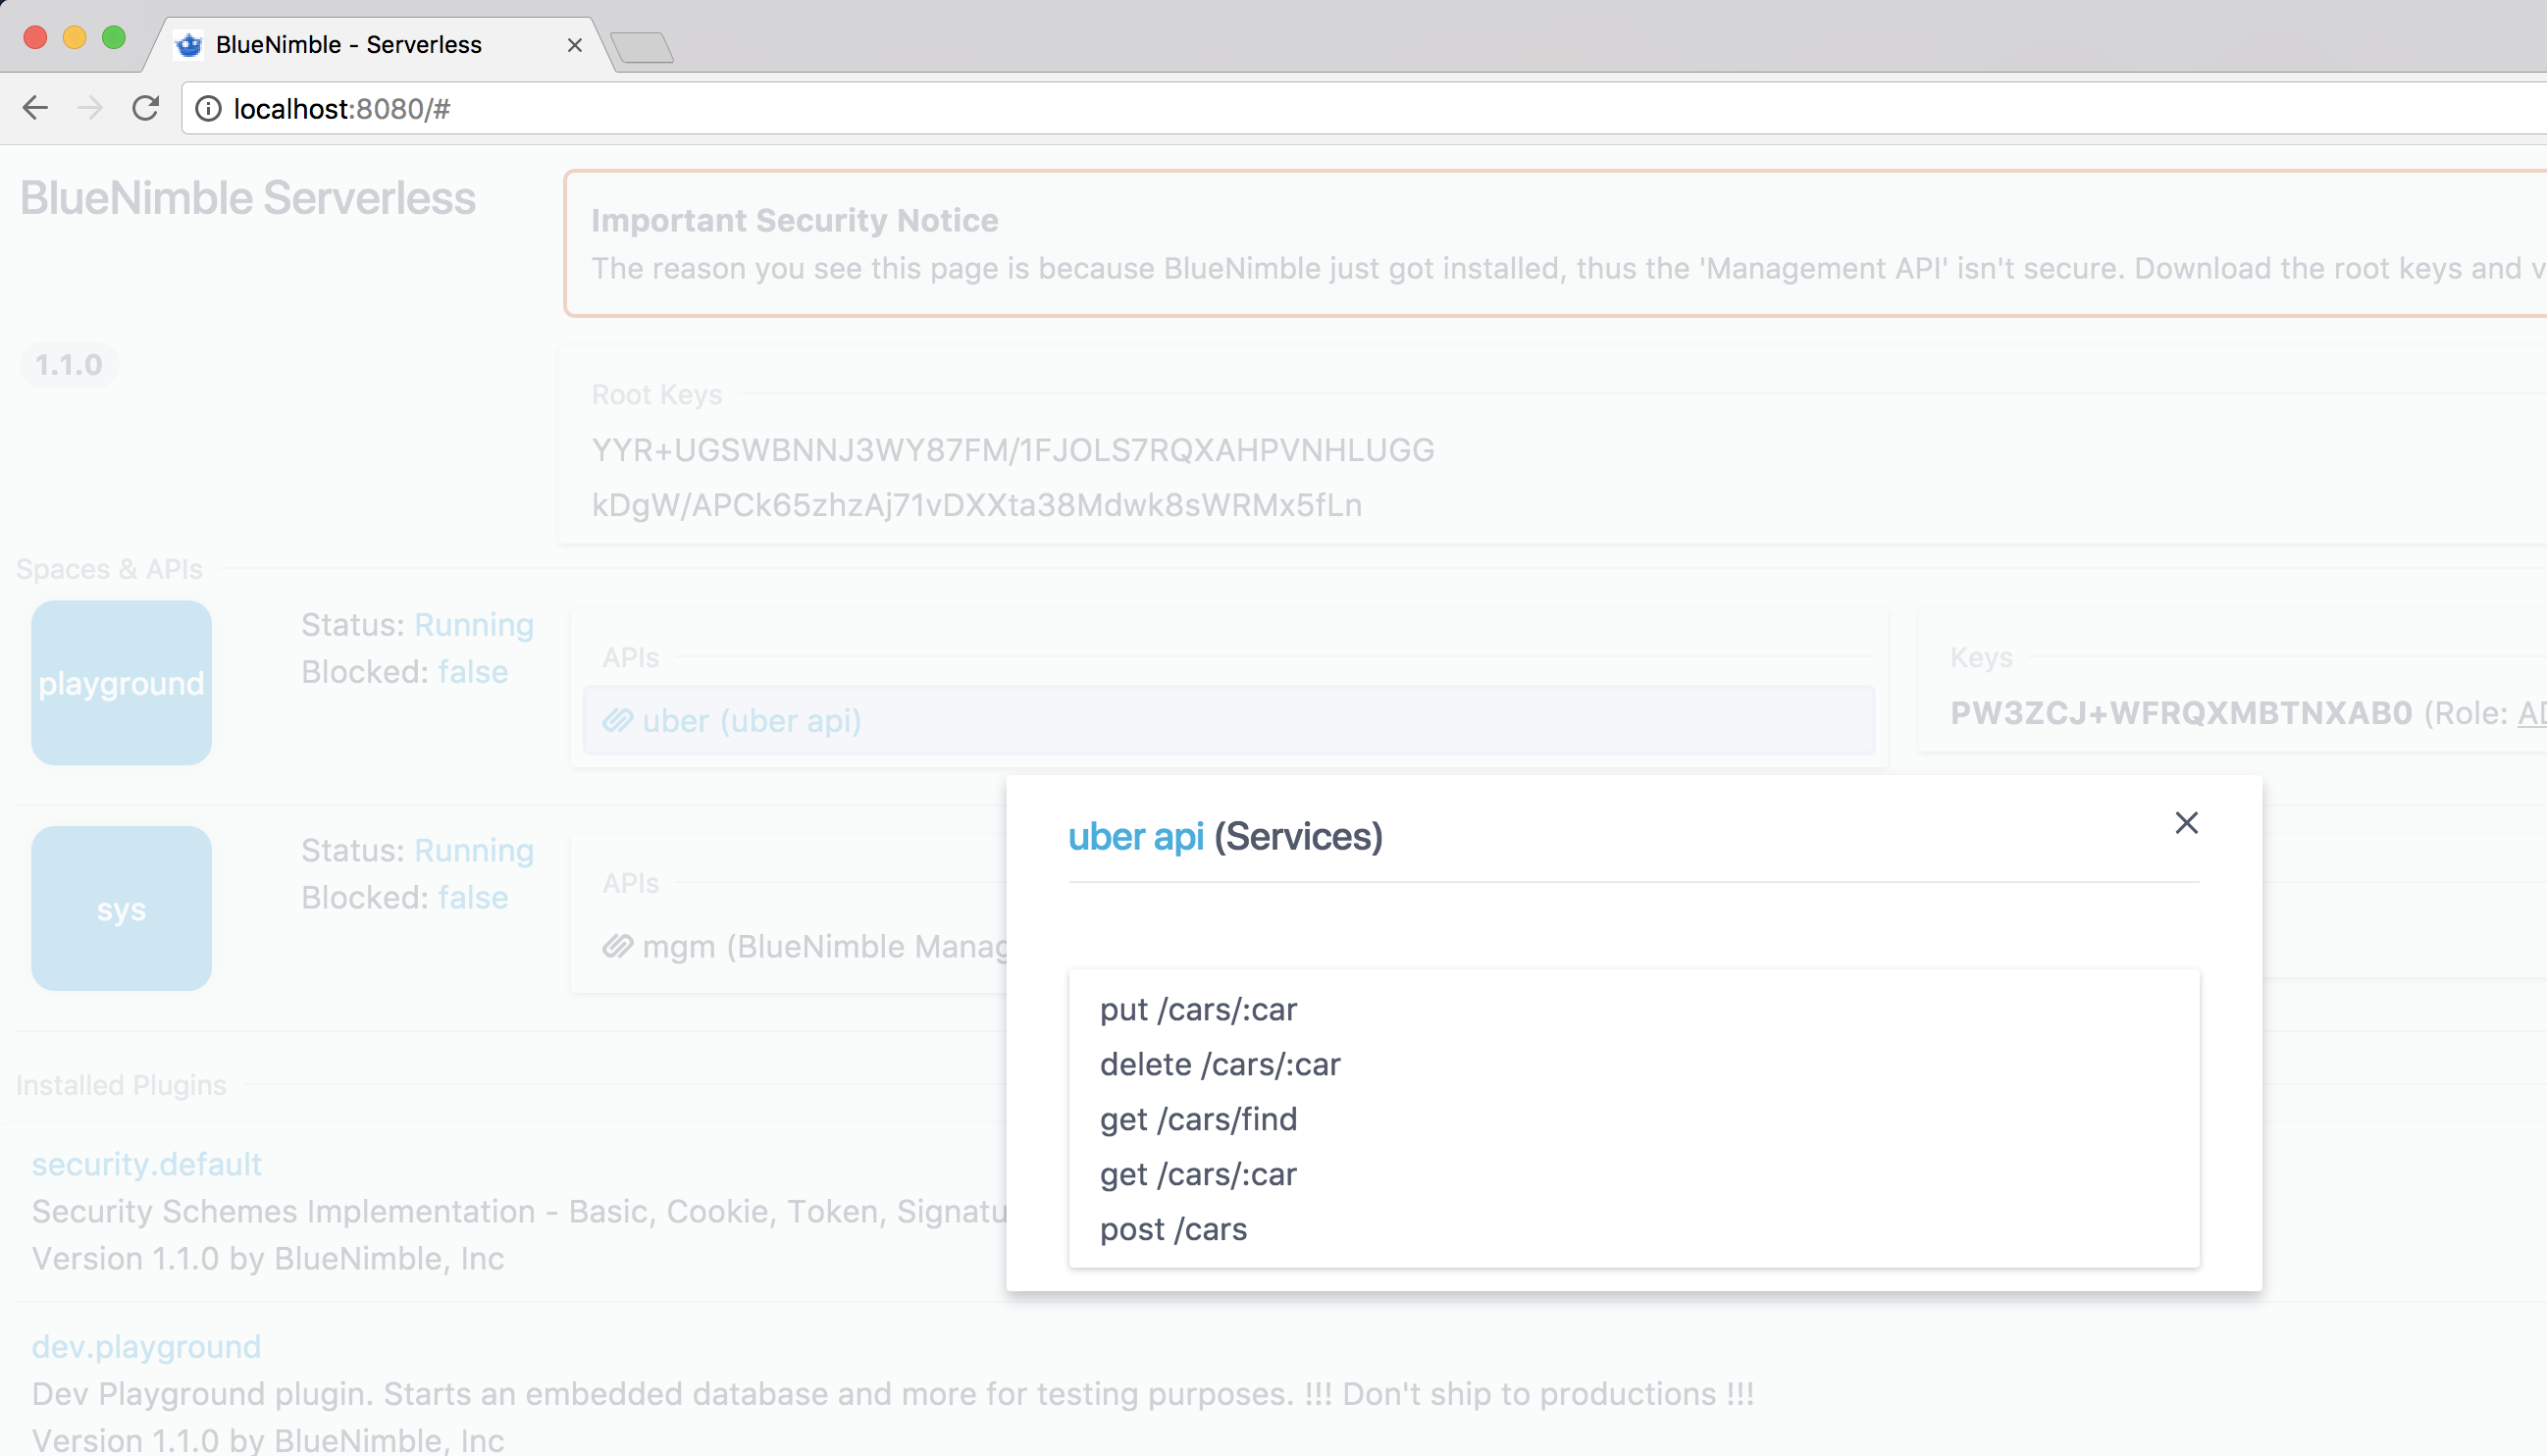 BlueNimble - Serverless
localhost:8080/#
BlueNimble Serverless
Important Security Notice
The reason you see this page is because BlueNimble just got installed, thus the 'Management API' isn't secure. Download the root keys and
1.1.0
Root Keys
YYR+UGSWBNNJ3WY87FM/1FJOLS7RQXAHPVNHLUGG
kDgW/APCk65zhzAj71vDXXta38Mdwk8sWRMx5fLn
Spaces & APIs
playground
Status: Running
Blocked: false
APIs
uber (uber api)
Keys
PW3ZCJ+WFRQXMBTNXAB0 (Role:
sys
Status: Running
Blocked: false
APIs
mgm (BlueNimble
uber api (Services)
put /cars/:car
delete /cars/:car
get /cars/find
get /cars/:car
post /cars
Installed Plugins
security.default
Security Schemes Implementation - Basic, Cookie, Token,
Version 1.1.0 by BlueNimble, Inc
dev.playground
Dev Playground plugin. Starts an embedded database and more for testing purposes. !!! Don't ship to productions !!!
Version 1.1.0 by BlueNimble, Inc